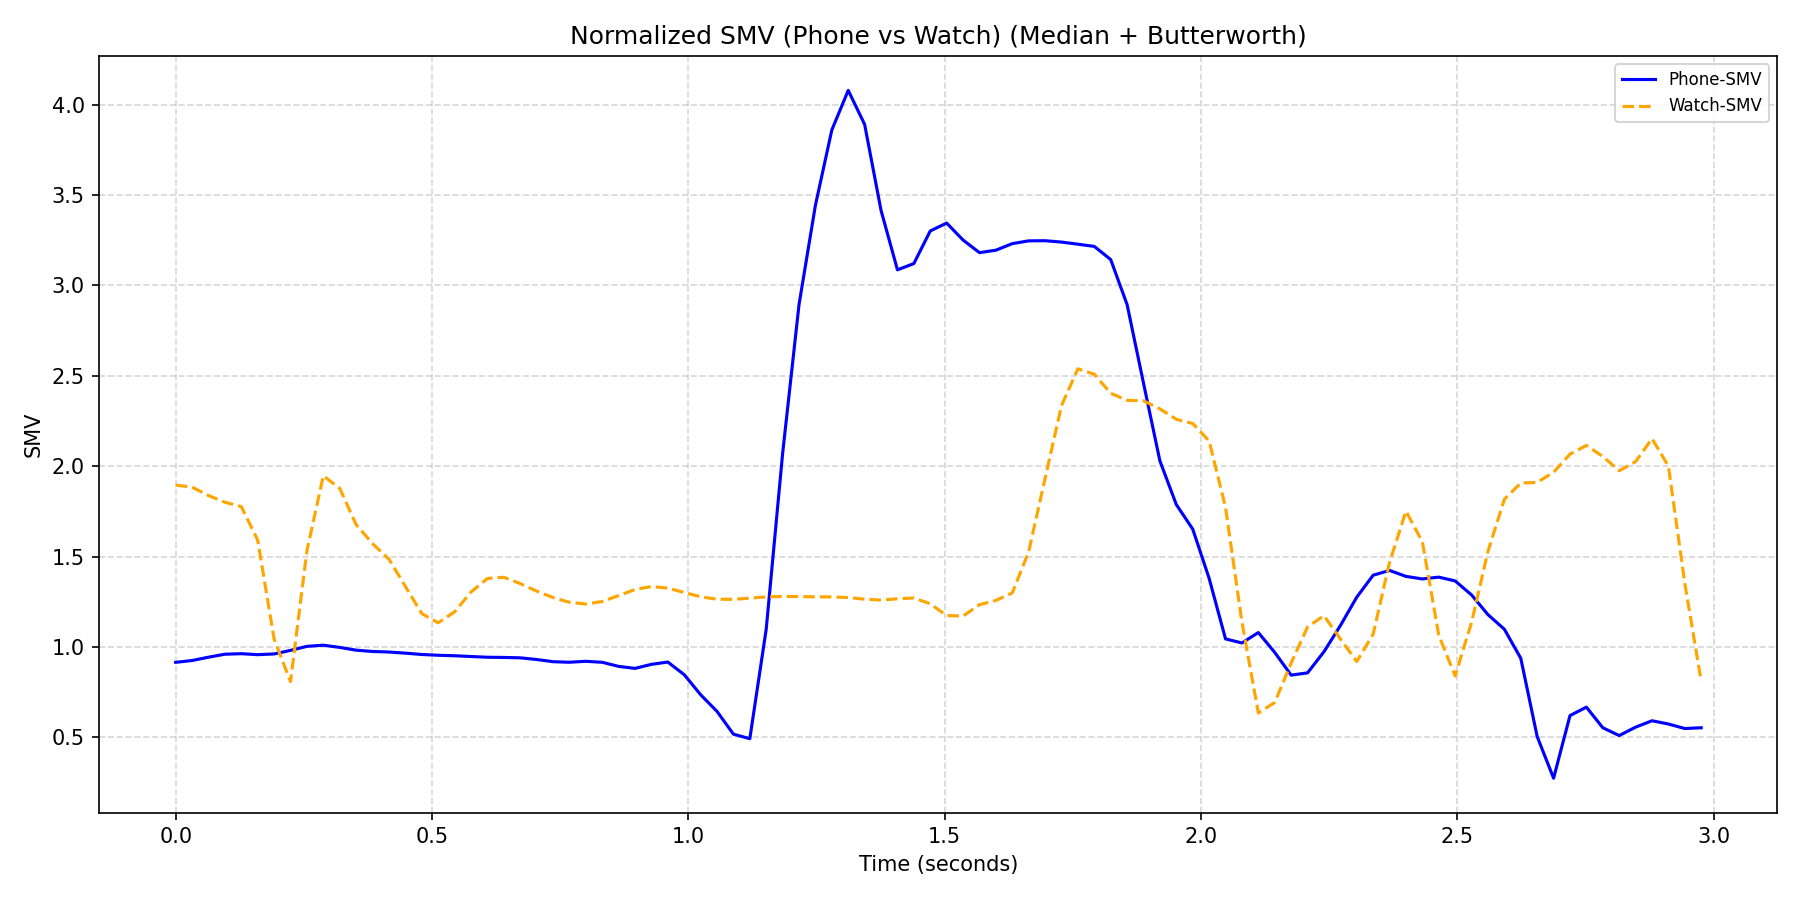 Normalized SMV (Phone vs Watch) (Median + Butterworth)
Phone-SMV
Watch-SMV
4.0
3.5
3.0
2.5
2.0
1.5
1.0
0.5
SMV
0.0 0.5 1.0 1.5 2.0 2.5 3.0
Time (seconds)